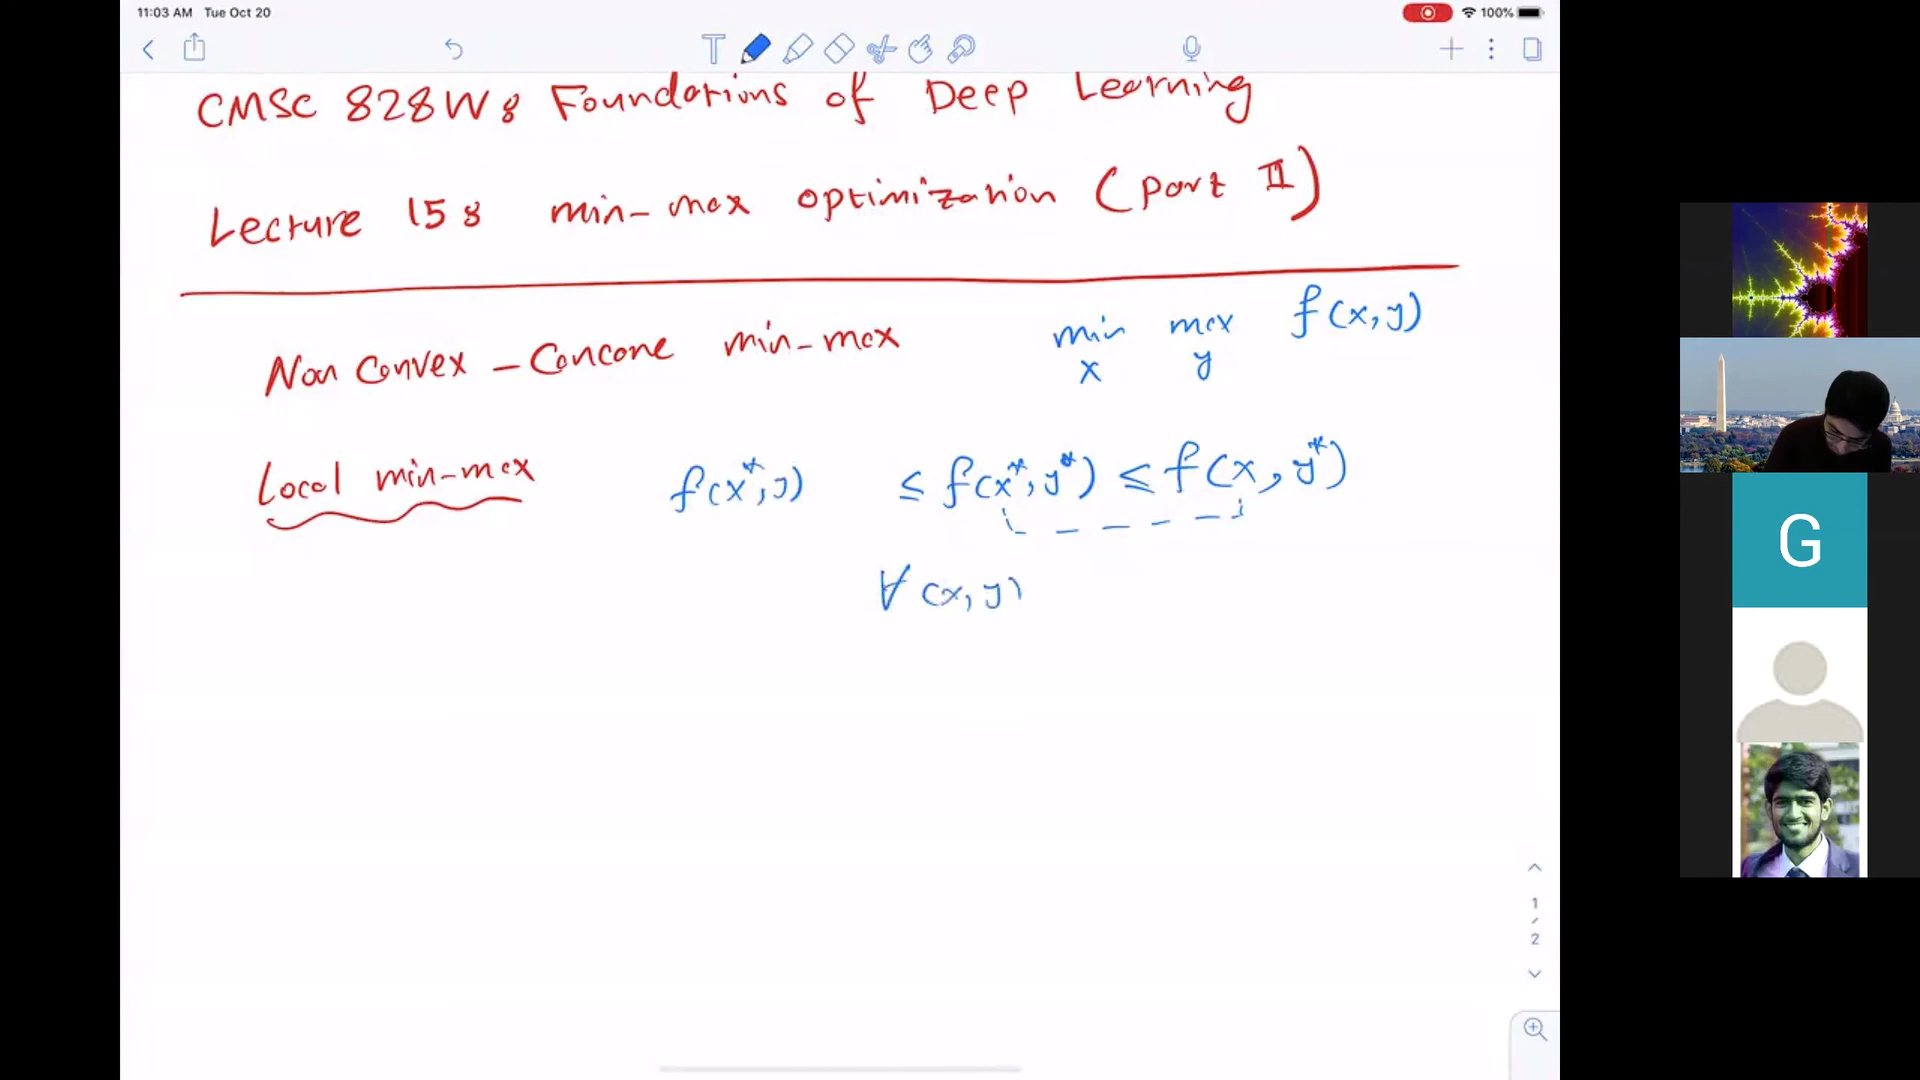 11:03 AM Tue Oct 20
100%
CMSC 828W: Foundations of Deep Learning
Lecture 15: min-max optimization (part II)
Non Convex - Concave min-max min max f(x,y)
x y
Local min-max f(x*,y) ≤ f(x*,y*) ≤ f(x,y*)
∀ (x,y)
G
1
/
2